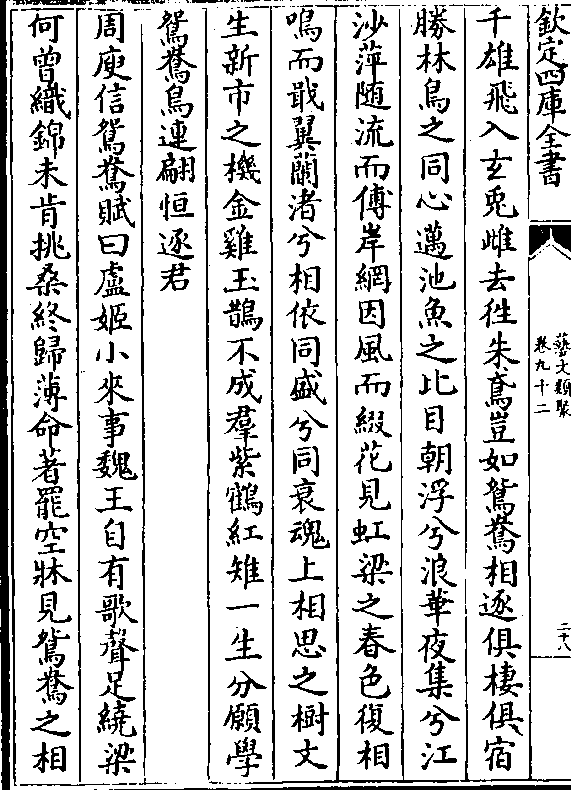 欽定四庫全書
藝文類聚
卷九十二
二十八
千雄飛入玄兎雌去徃朱鳶豈如鴛鴦相逐俱棲俱宿
勝林鳥之同心邁池魚之比目朝浮兮浪華夜集兮江
沙萍随流而傅岸網因風而綴花見虹梁之春色復相
鳴而戢翼蘭渚兮相依同盛兮同衰魂上相思之樹文
生新市之機金雞玉鵲不成羣紫鶴紅雉一生分願學
鴛鴦鳥連翩恒逐君
周庾信鴛鴦賦曰盧姬小來事魏王自有歌聲足繞梁
何曾織錦未肯挑桑終歸薄命著罷空牀見鴛鴦之相